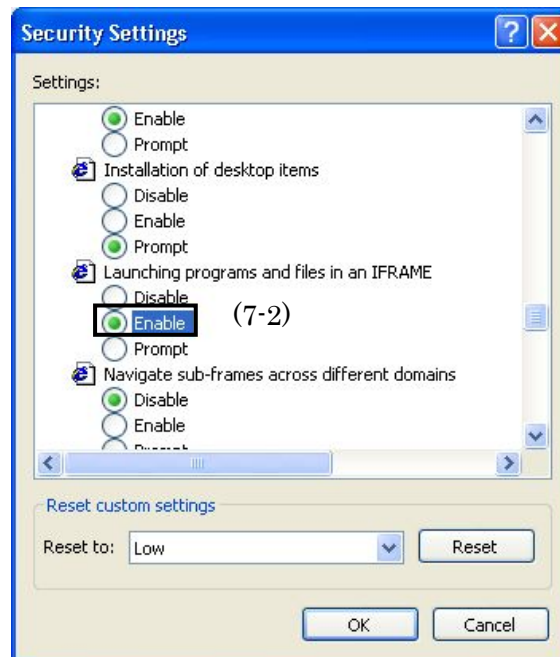 Security Settings
Settings:
Enable
Prompt
Installation of desktop items
Disable
Enable
Prompt
Launching programs and files in an IFRAME
Disable
Enable (7-2)
Prompt
Navigate sub-frames across different domains
Disable
Enable
Reset custom settings
Reset to: Low Reset
OK Cancel